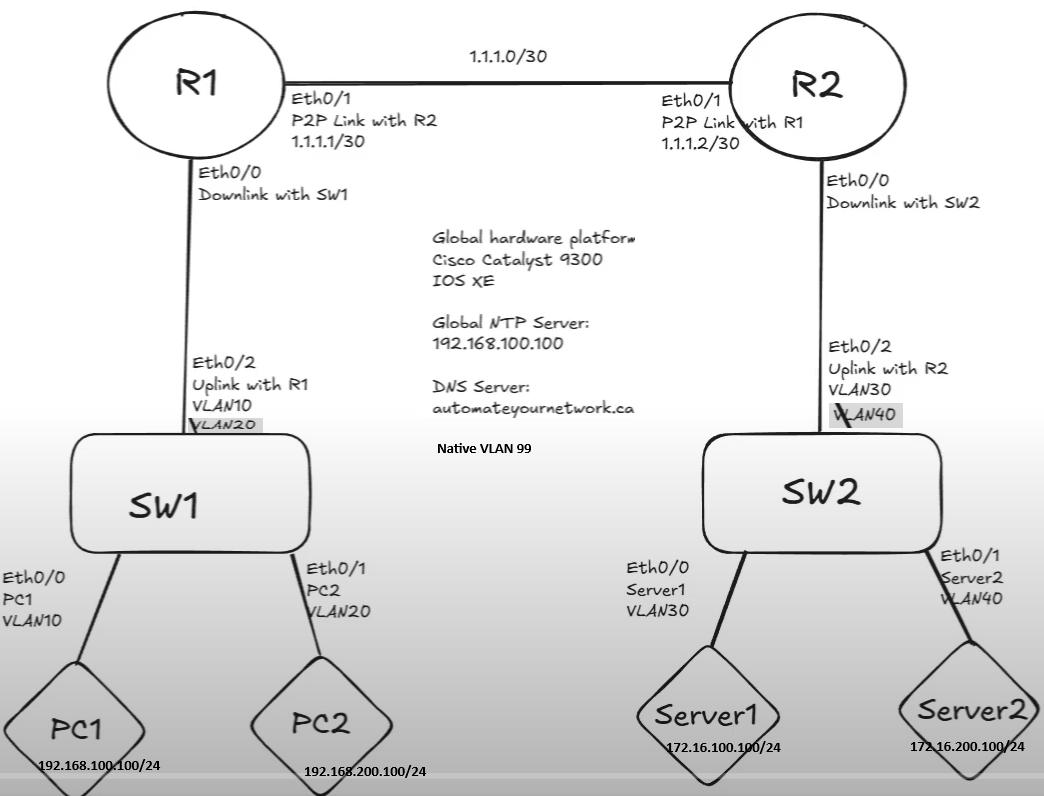 R1
1.1.1.0/30
R2
Eth0/1
P2P Link with R2
1.1.1.1/30
Eth0/1
P2P Link with R1
1.1.1.2/30
Eth0/0
Downlink with SW1
Eth0/0
Downlink with SW2
Global hardware platform
Cisco Catalyst 9300
IOS XE
Global NTP Server:
192.168.100.100
DNS Server:
automateyournetwork.ca
Native VLAN 99
Eth0/2
Uplink with R1
VLAN10
VLAN20
Eth0/2
Uplink with R2
VLAN30
VLAN40
SW1
SW2
Eth0/0
PC1
VLAN10
Eth0/1
PC2
VLAN20
Eth0/0
Server1
VLAN30
Eth0/1
Server2
VLAN40
PC1
192.168.100.100/24
PC2
192.168.200.100/24
Server1
172.16.100.100/24
Server2
172.16.200.100/24